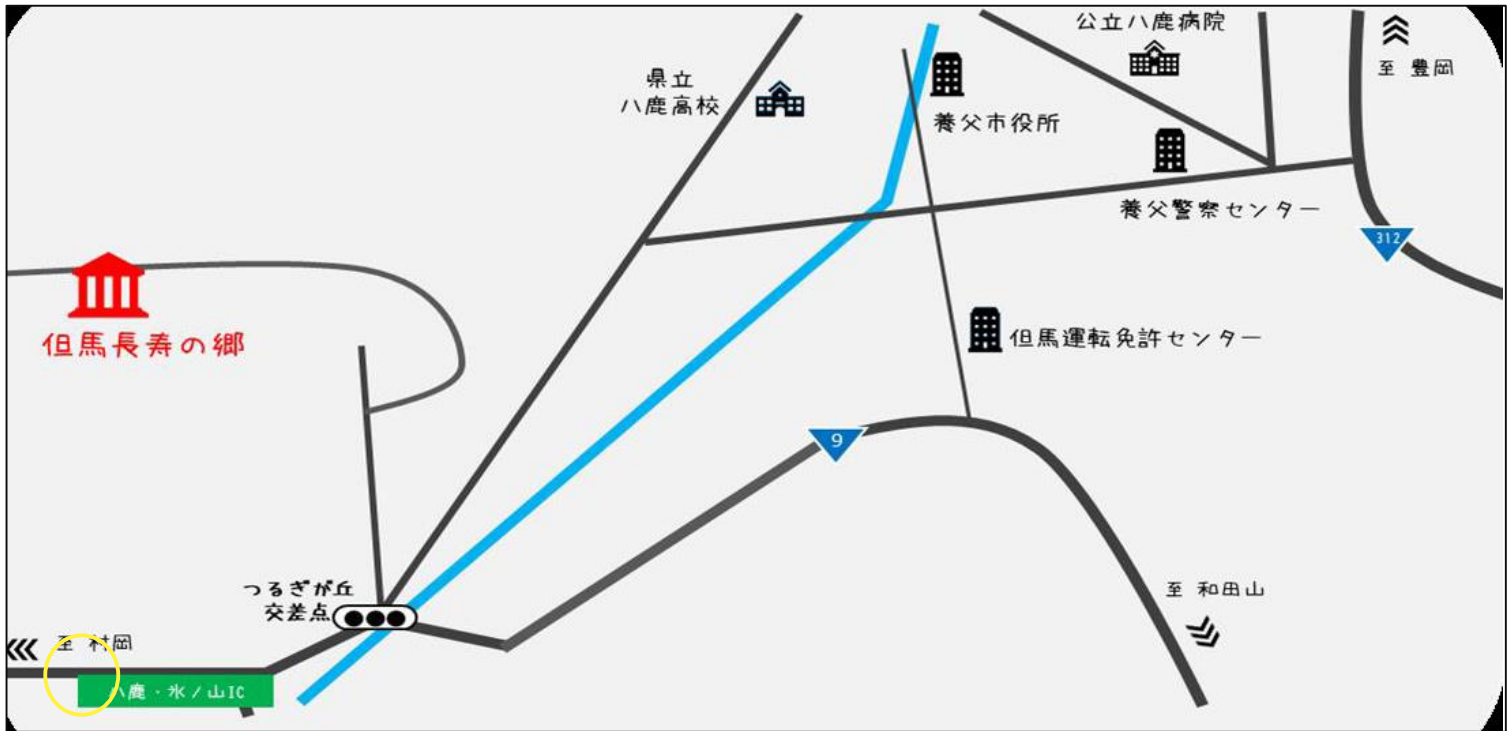 公立八鹿病院
至 豊岡
県立
八鹿高校
養父市役所
養父警察センター
312
但馬長寿の郷
但馬運転免許センター
9
つるぎが丘
交差点
至 和田山
至 村岡
八鹿・氷ノ山IC